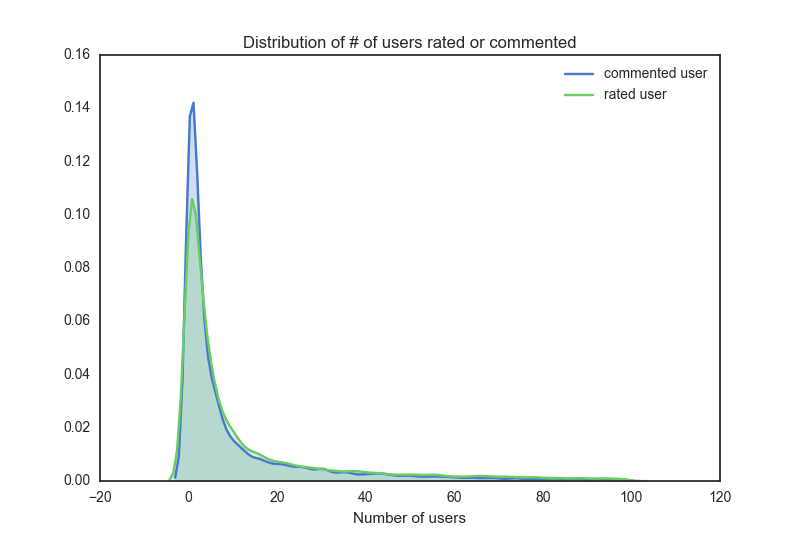 Distribution of # of users rated or commented
commented user
rated user
0.16
0.14
0.12
0.10
0.08
0.06
0.04
0.02
0.00
−20 0 20 40 60 80 100 120
Number of users